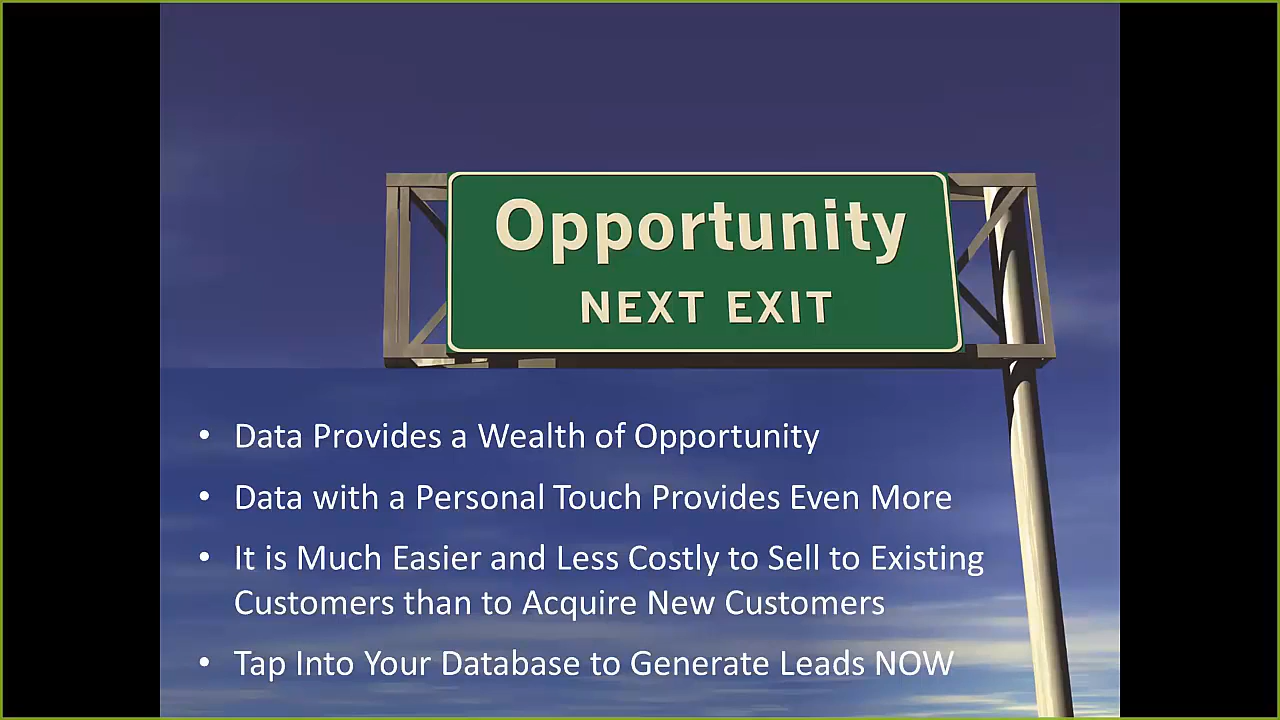 Opportunity
NEXT EXIT
• Data Provides a Wealth of Opportunity
• Data with a Personal Touch Provides Even More
• It is Much Easier and Less Costly to Sell to Existing
Customers than to Acquire New Customers
• Tap Into Your Database to Generate Leads NOW